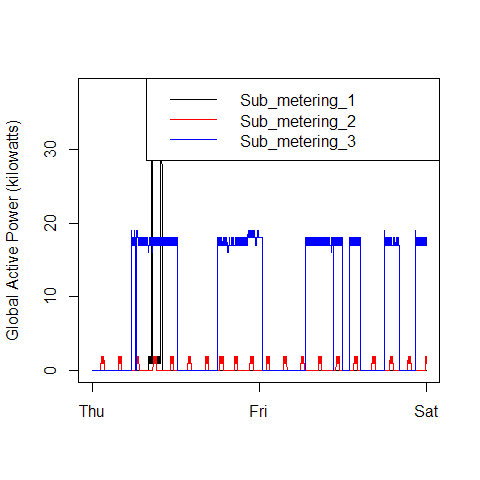 Sub_metering_1
Sub_metering_2
Sub_metering_3
Global Active Power (kilowatts)
30
20
10
0
Thu
Fri
Sat